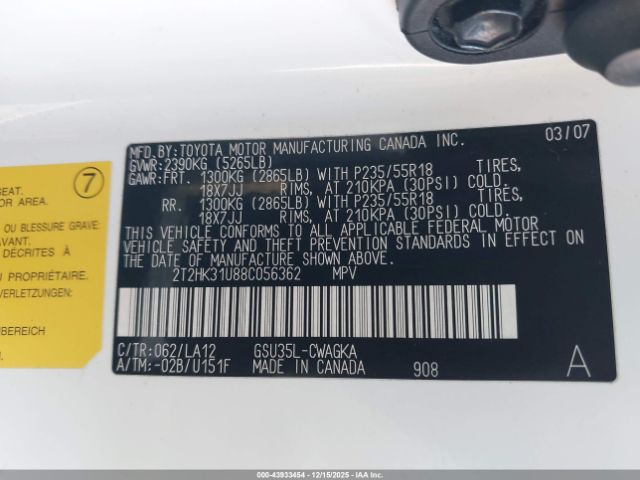 7
SEAT.
OR AREA.
OU BLESSURE GRAVE
AVANT.
DÉCRITES À
U PROPIÉTAIRE.
VERLETZUNGEN
BEREICH
MFD.BY:TOYOTA MOTOR MANUFACTURING CANADA INC. 03/07
GVWR:2390KG (5265LB)
GAWR:FRT. 1300KG (2865LB) WITH P235/55R18 TIRES,
18X7JJ RIMS, AT 210KPA (30PSI) COLD.
RR. 1300KG (2865LB) WITH P235/55R18 TIRES,
18X7JJ RIMS, AT 210KPA (30PSI) COLD.
THIS VEHICLE CONFORMS TO ALL APPLICABLE FEDERAL MOTOR
VEHICLE SAFETY AND THEFT PREVENTION STANDARDS IN EFFECT ON
THE DATE OF MANUFACTURE SHOWN ABOVE.
2T2HK31U88C056362 MPV
C/TR:062/LA12 GSU35L-CWAGKA
A/TM:-02B/U151F MADE IN CANADA 908 A
000-43933454 - 12/15/2025 - IAA Inc.